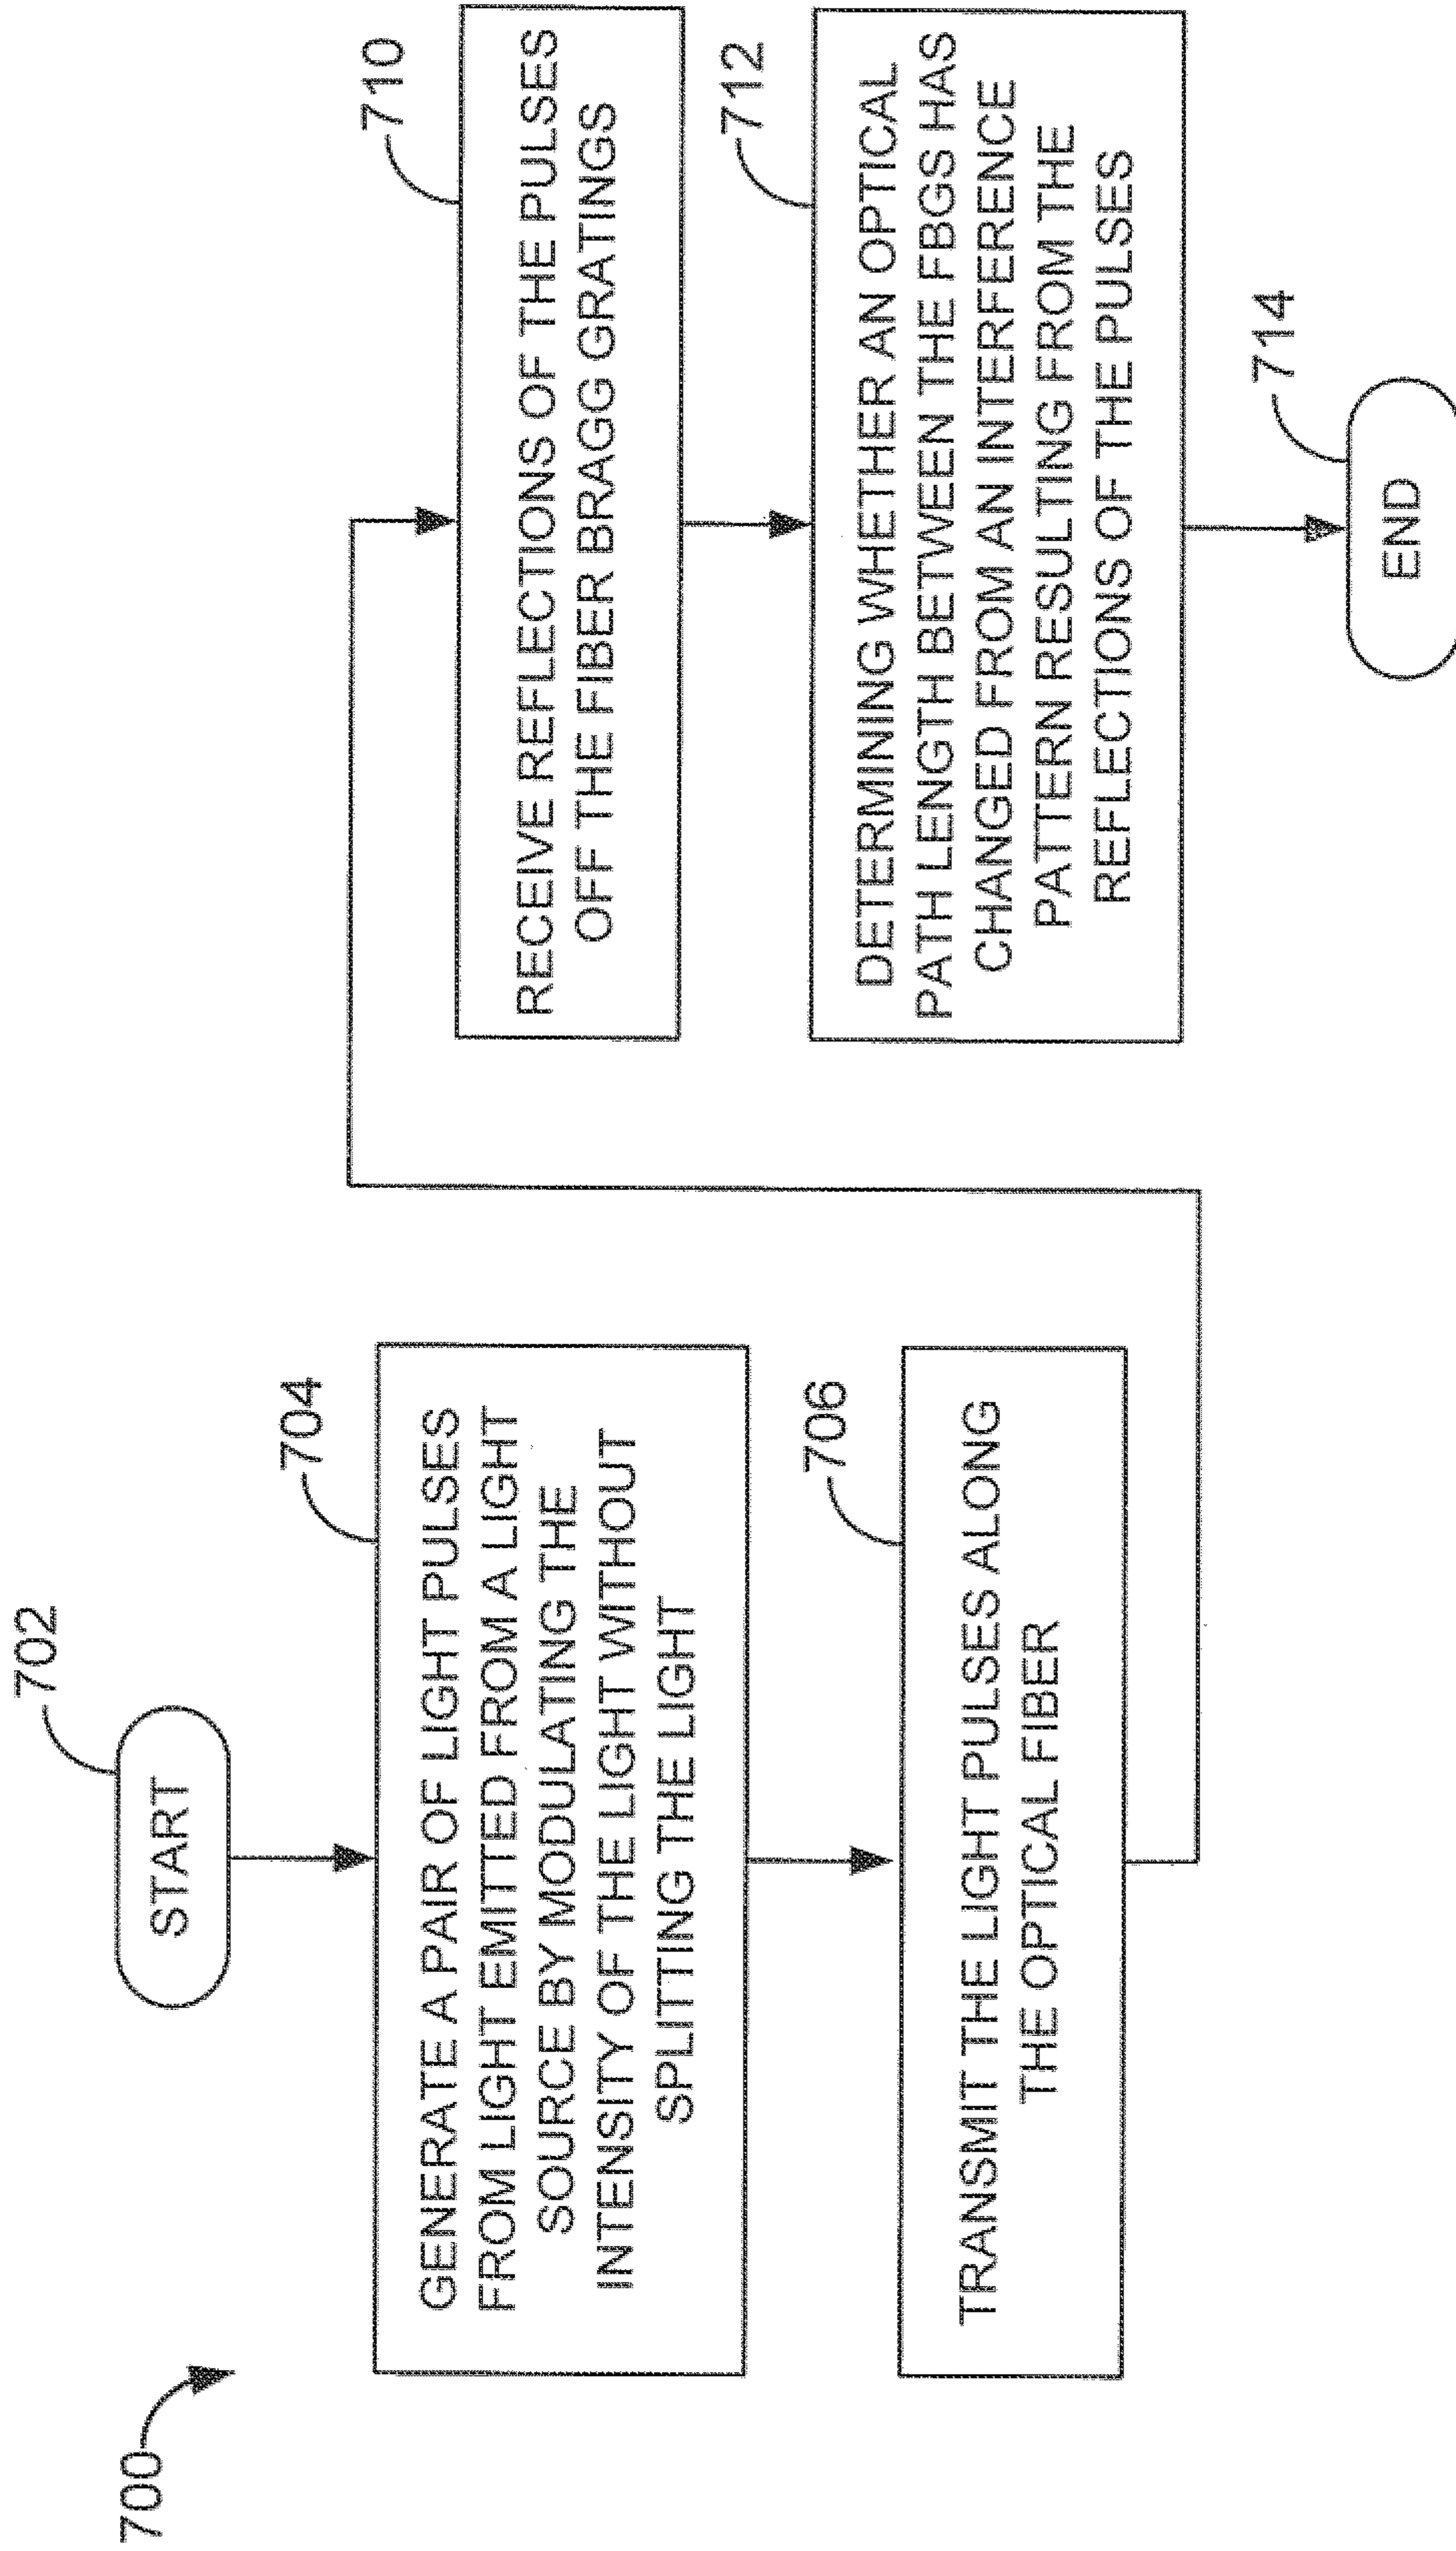 700
702
START
704
GENERATE A PAIR OF LIGHT PULSES
FROM LIGHT EMITTED FROM A LIGHT
SOURCE BY MODULATING THE
INTENSITY OF THE LIGHT WITHOUT
SPLITTING THE LIGHT
706
TRANSMIT THE LIGHT PULSES ALONG
THE OPTICAL FIBER
710
RECEIVE REFLECTIONS OF THE PULSES
OFF THE FIBER BRAGG GRATINGS
712
DETERMINING WHETHER AN OPTICAL
PATH LENGTH BETWEEN THE FBGS HAS
CHANGED FROM AN INTERFERENCE
PATTERN RESULTING FROM THE
REFLECTIONS OF THE PULSES
714
END